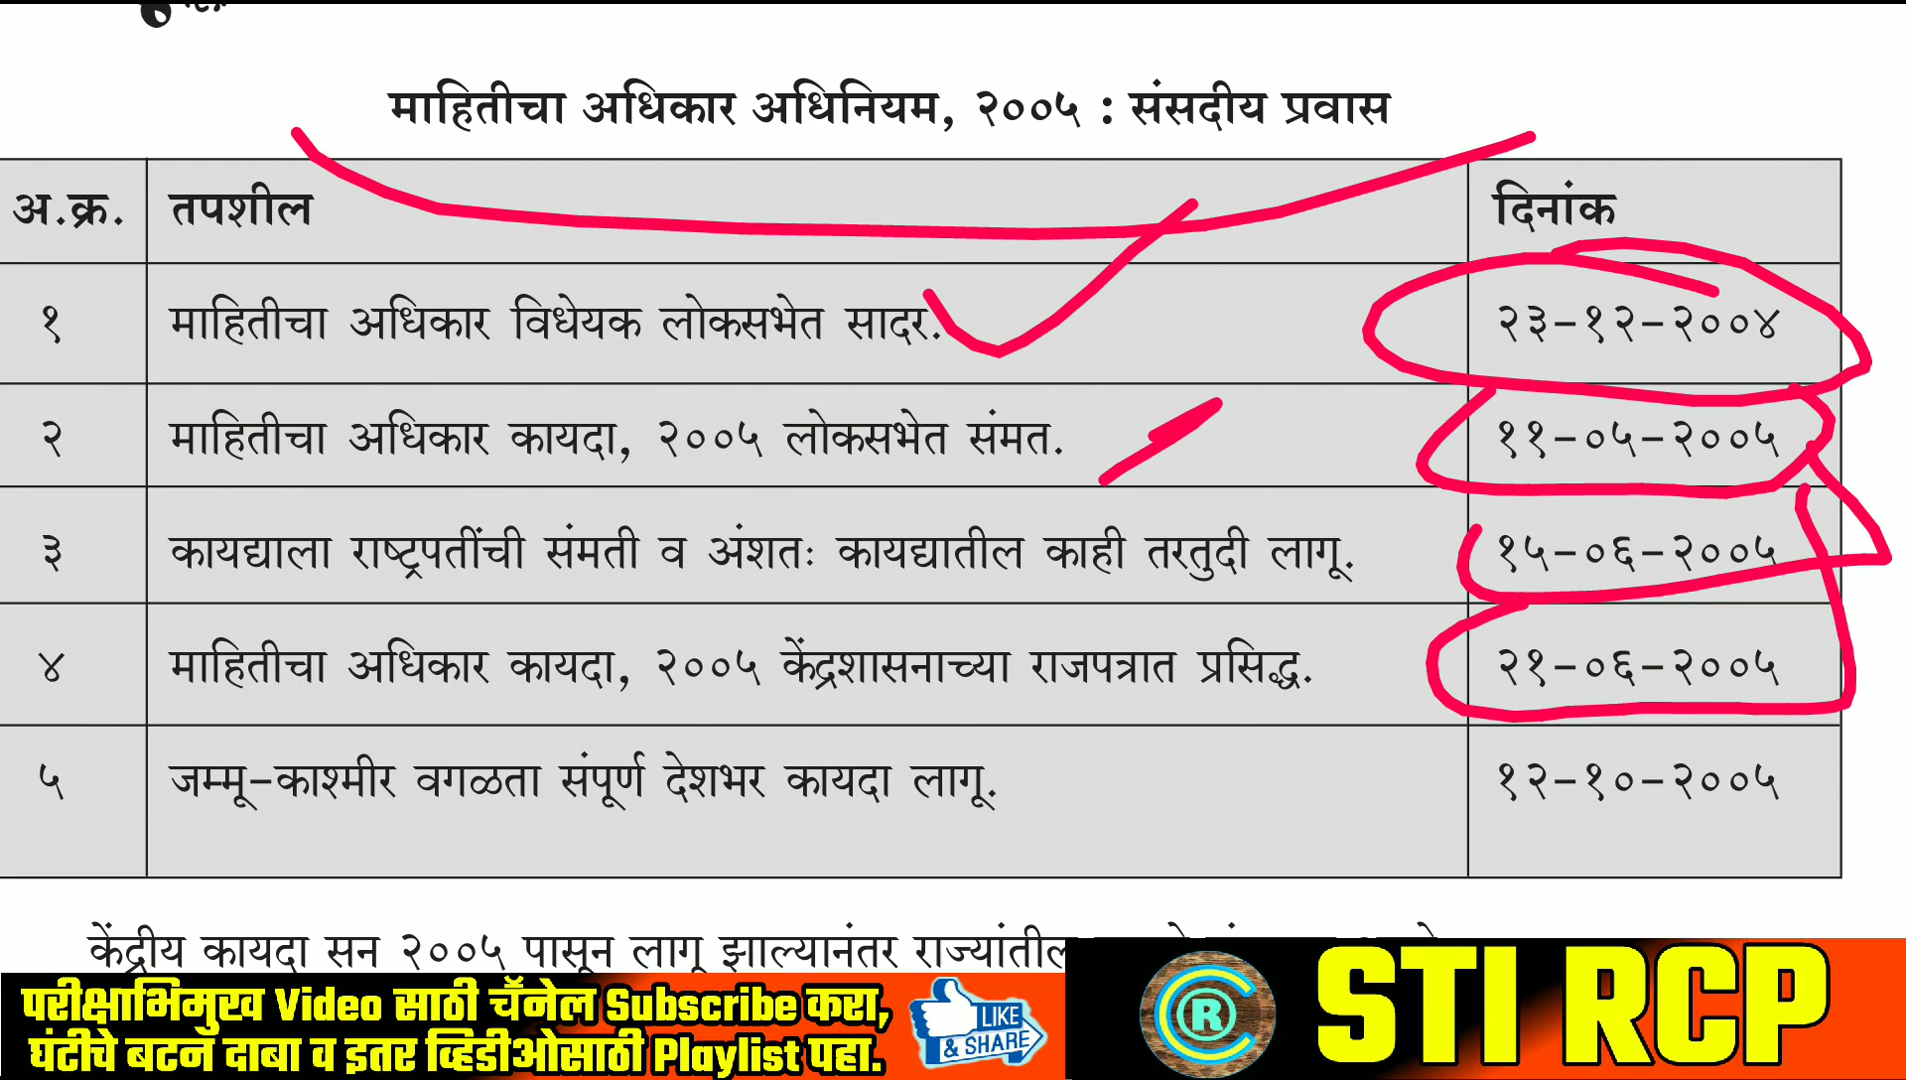 माहितीचा अधिकार अधिनियम, २००५ : संसदीय प्रवास
अ.क्र. तपशील दिनांक
१ माहितीचा अधिकार विधेयक लोकसभेत सादर. २३-१२-२००४
२ माहितीचा अधिकार कायदा, २००५ लोकसभेत संमत. ११-०५-२००५
३ कायद्याला राष्ट्रपतींची संमती व अंशतः कायद्यातील काही तरतुदी लागू. १५-०६-२००५
४ माहितीचा अधिकार कायदा, २००५ केंद्रशासनाच्या राजपत्रात प्रसिद्ध. २१-०६-२००५
५ जम्मू-काश्मीर वगळता संपूर्ण देशभर कायदा लागू. १२-१०-२००५
केंद्रीय कायदा सन २००५ पासून लागू झाल्यानंतर राज्यांतील
परीक्षाभिमुख Video साठी चॅनेल Subscribe करा,
घंटीचे बटन दाबा व इतर व्हिडीओसाठी Playlist पहा.
LIKE
& SHARE
R
STI RCP